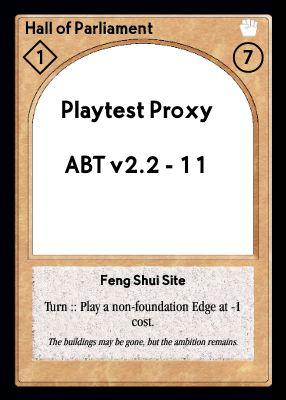 Hall of Parliament
1
7
Playtest Proxy
ABT v2.2 - 11
Feng Shui Site
Turn :: Play a non-foundation Edge at -1
cost.
The buildings may be gone, but the ambition remains.